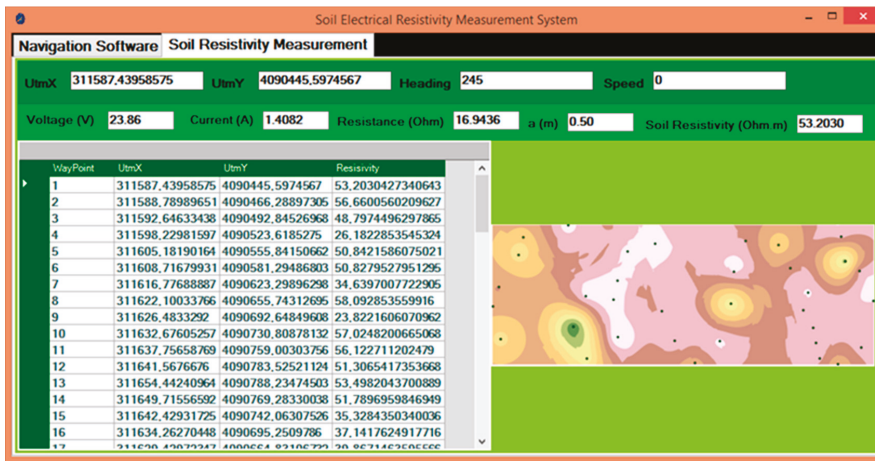 Soil Electrical Resistivity Measurement System
Navigation Software Soil Resistivity Measurement
UtmX 311587,43958575 UtmY 4090445,5974567 Heading 245 Speed 0
Voltage (V) 23.86 Current (A) 1.4082 Resistance (Ohm) 16.9436 a (m) 0.50 Soil Resistivity (Ohm.m) 53.2030
WayPoint UtmX UtmY Resisivity
1 311587,43958575 4090445,5974567 53,2030427340643
2 311588,78989651 4090466,28897305 56,6600560209627
3 311592,64633438 4090492,84526968 48,7974496297865
4 311598,22981597 4090523,6185275 26,1822853545324
5 311605,18190164 4090555,84150662 50,8421586075021
6 311608,71679931 4090581,29486803 50,8279527951295
7 311616,77688887 4090623,29896298 34,6397007722905
8 311622,10033766 4090655,74312695 58,092853559916
9 311626,4833292 4090692,64849608 23,8221606070962
10 311632,67605257 4090730,80878132 57,0248200665068
11 311637,75658769 4090759,00303756 56,122711202479
12 311641,5676676 4090783,52521124 51,3065417353668
13 311654,44240964 4090788,23474503 53,4982043700889
14 311649,71556592 4090769,28330038 51,7896959846949
15 311642,42931725 4090742,06307526 35,3284350340036
16 311634,26270448 4090695,2509786 37,1417624917716